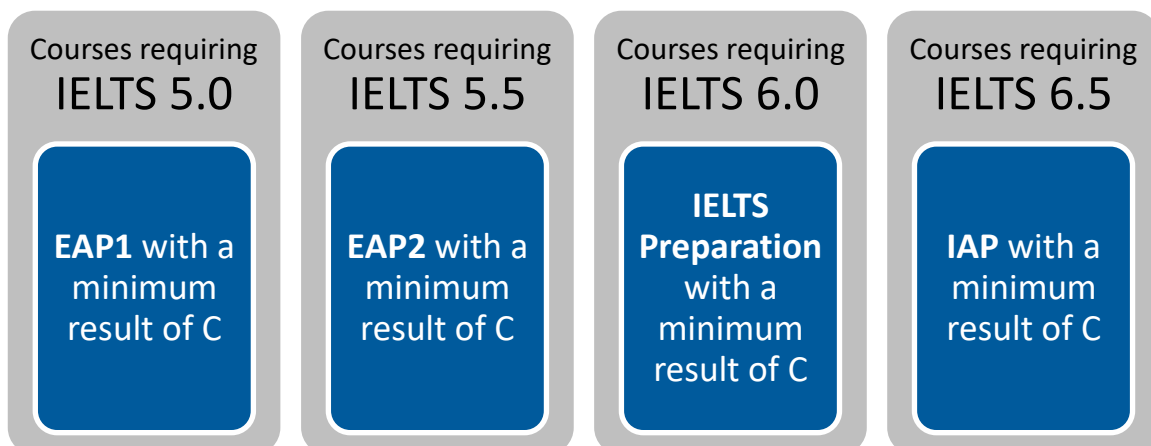 Courses requiring
IELTS 5.0
EAP1 with a
minimum
result of C
Courses requiring
IELTS 5.5
EAP2 with a
minimum
result of C
Courses requiring
IELTS 6.0
IELTS
Preparation
with a
minimum
result of C
Courses requiring
IELTS 6.5
IAP with a
minimum
result of C